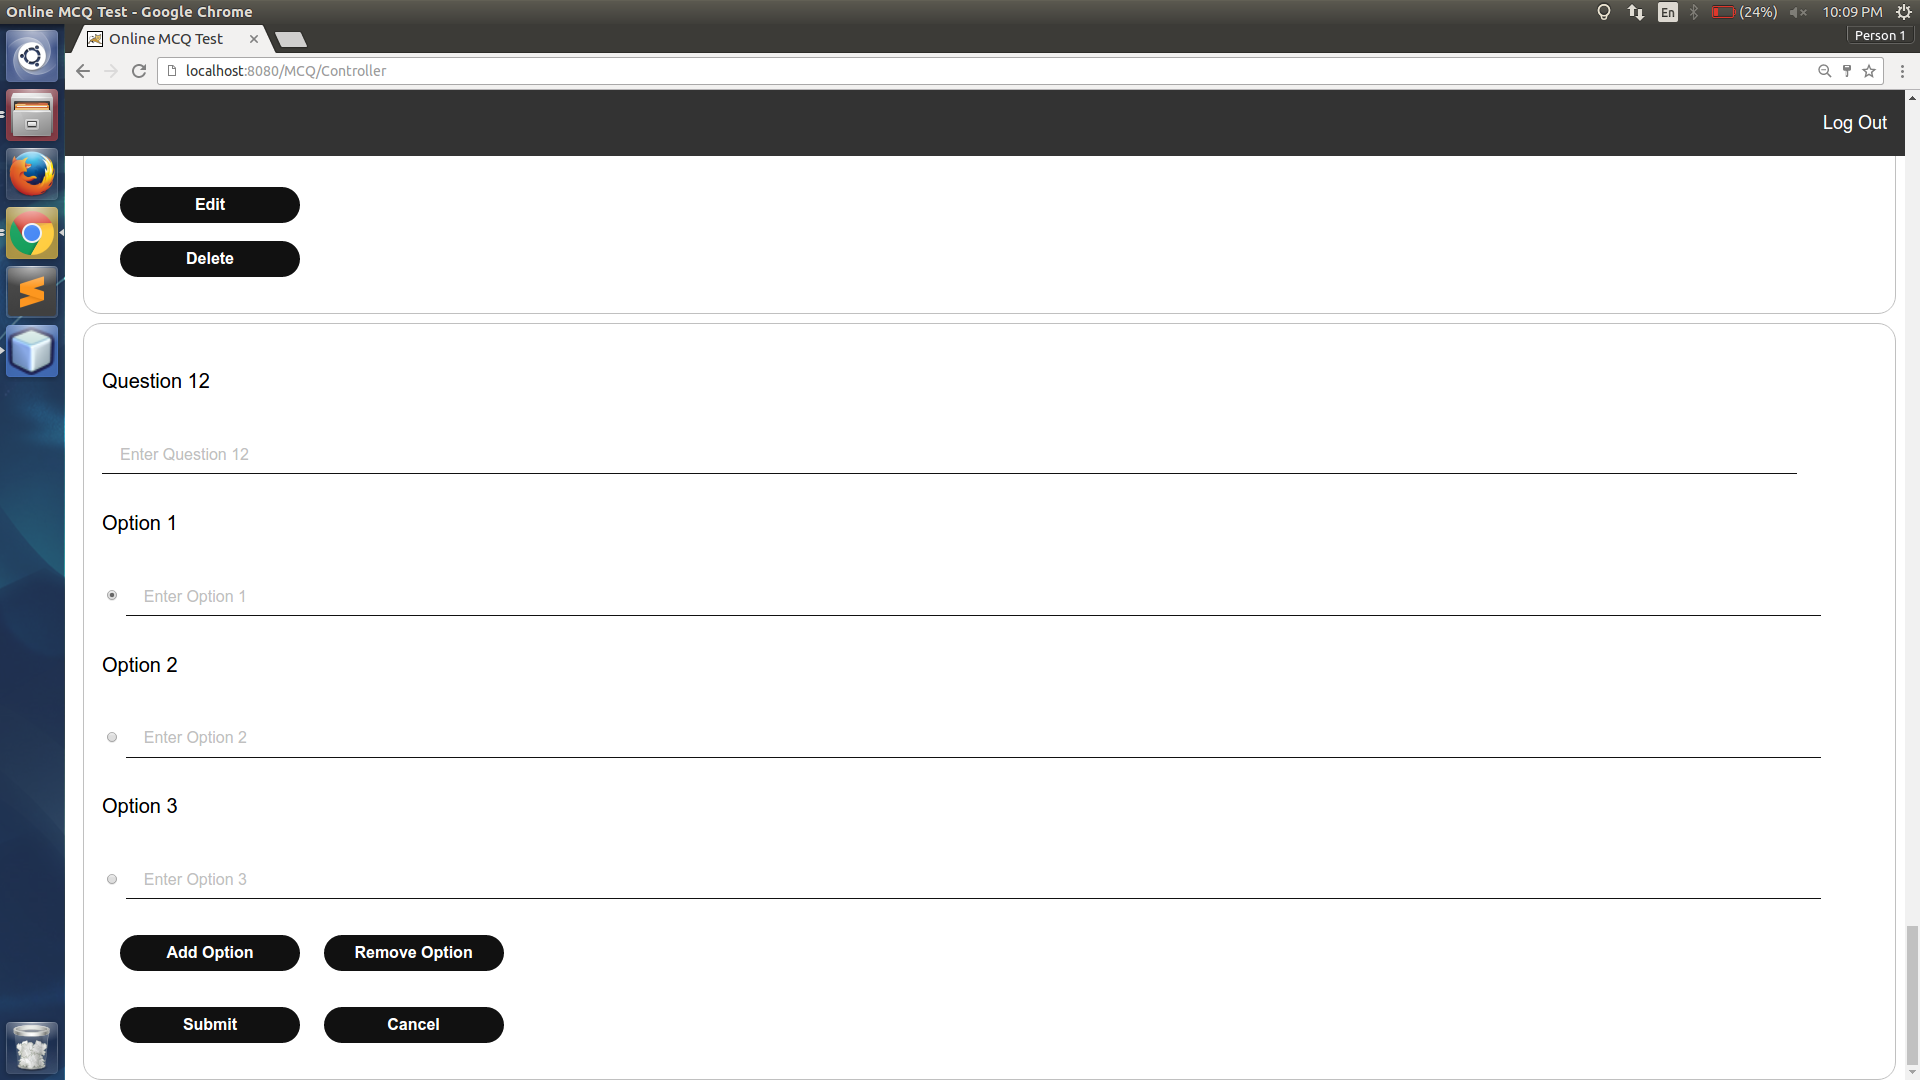 Online MCQ Test - Google Chrome
En
(24%)
10:09 PM
Online MCQ Test
Person 1
localhost:8080/MCQ/Controller
Log Out
Edit
Delete
Question 12
Enter Question 12
Option 1
Enter Option 1
Option 2
Enter Option 2
Option 3
Enter Option 3
Add Option Remove Option
Submit Cancel